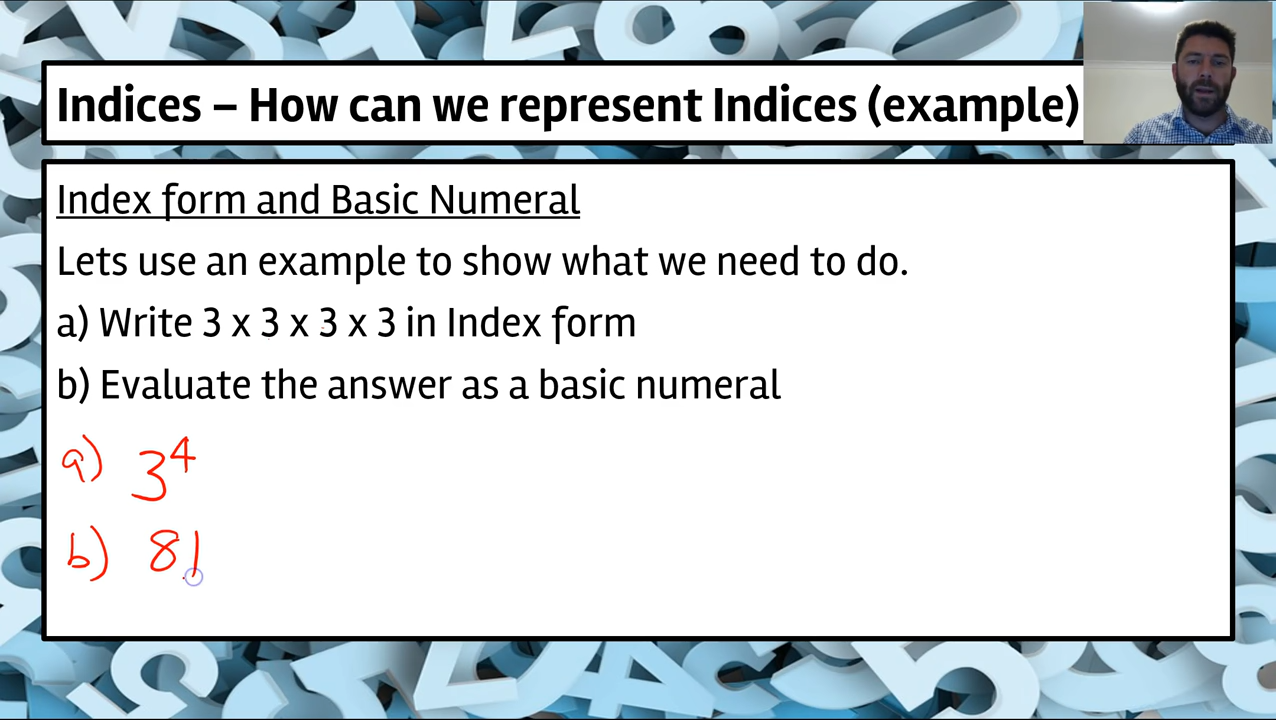 Indices – How can we represent Indices (example)
Index form and Basic Numeral
Lets use an example to show what we need to do.
a) Write 3 x 3 x 3 x 3 in Index form
b) Evaluate the answer as a basic numeral
a) 3⁴
b) 81